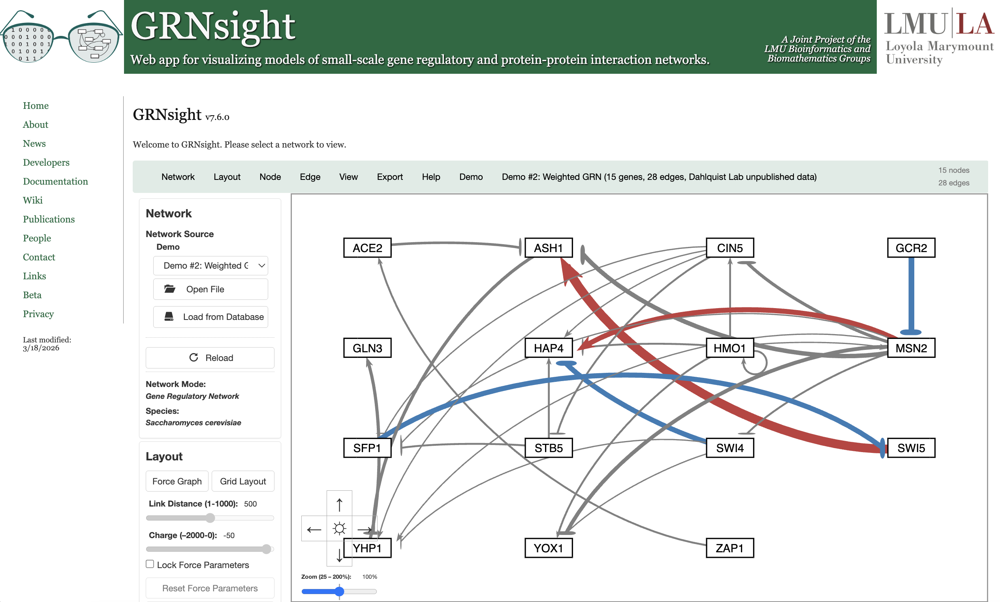 1 0 0 0 0 0
0 0 0 1 0 0 0
1 0 0 1 0 0 1
0 1 0 0 1 0
0 1 1 0
GRNsight
Web app for visualizing models of small-scale gene regulatory and protein-protein interaction networks.
A Joint Project of the
LMU Bioinformatics and
Biomathematics Groups
LMU|LA
Loyola Marymount
University
Home
About
News
Developers
Documentation
Wiki
Publications
People
Contact
Links
Beta
Privacy
Last modified:
3/18/2026
GRNsight v7.6.0
Welcome to GRNsight. Please select a network to view.
Network Layout Node Edge View Export Help Demo Demo #2: Weighted GRN (15 genes, 28 edges, Dahlquist Lab unpublished data)
15 nodes
28 edges
Network
Network Source
Demo
Demo #2: Weighted G
Open File
Load from Database
Reload
Network Mode:
Gene Regulatory Network
Species:
Saccharomyces cerevisiae
Layout
Force Graph Grid Layout
Link Distance (1-1000): 500
Charge (–2000-0): -50
Lock Force Parameters
Reset Force Parameters
ACE2 ASH1 CIN5 GCR2
GLN3 HAP4 HMO1 MSN2
SFP1 STB5 SWI4 SWI5
YHP1 YOX1 ZAP1
Zoom (25 – 200%): 100%